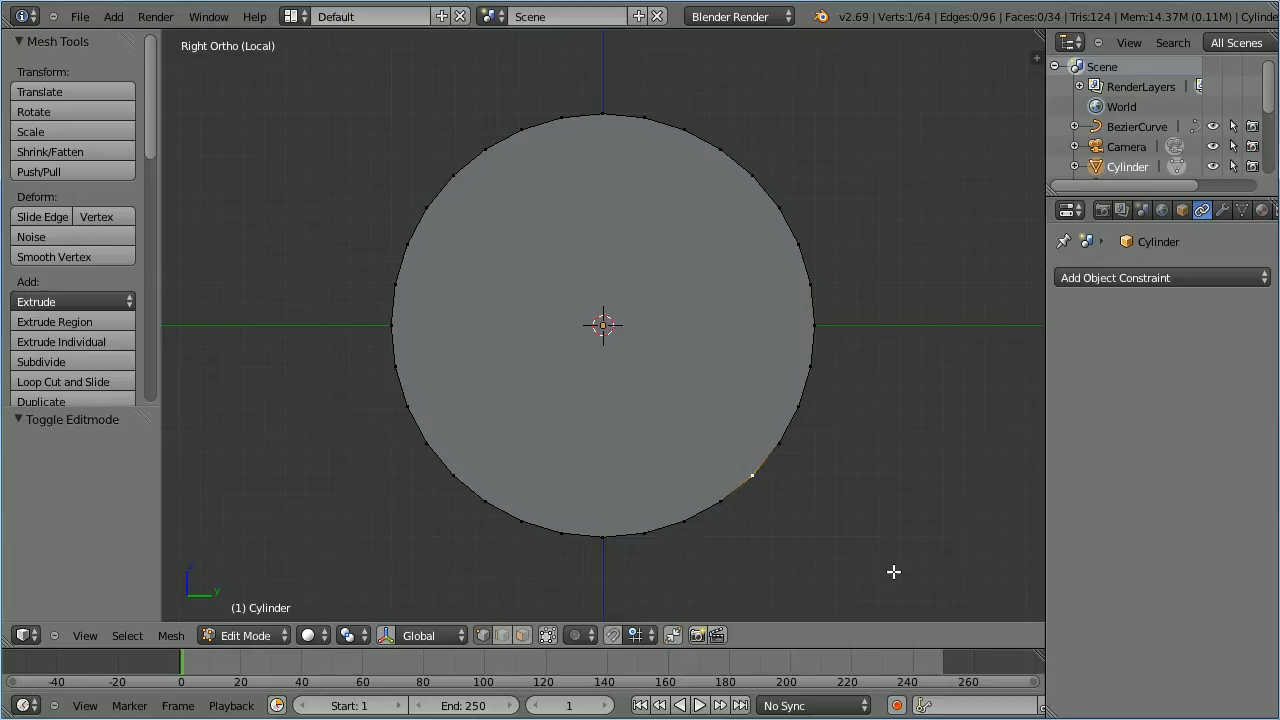 File Add Render Window Help Default Scene Blender Render v2.69 | Verts:1/64 | Edges:0/96 | Faces:0/34 | Tris:124 | Mem:14.37M (0.11M) | Cylinde
Mesh Tools
Transform:
Translate
Rotate
Scale
Shrink/Fatten
Push/Pull
Deform:
Slide Edge Vertex
Noise
Smooth Vertex
Add:
Extrude
Extrude Region
Extrude Individual
Subdivide
Loop Cut and Slide
Duplicate
Toggle Editmode
Right Ortho (Local)
z
y
(1) Cylinder
View Select Mesh Edit Mode Global
View Search All Scenes
Scene
RenderLayers |
World
BezierCurve |
Camera |
Cylinder |
Cylinder
Add Object Constraint
-40 -20 0 20 40 60 80 100 120 140 160 180 200 220 240 260
View Marker Frame Playback Start: 1 End: 250 1 No Sync